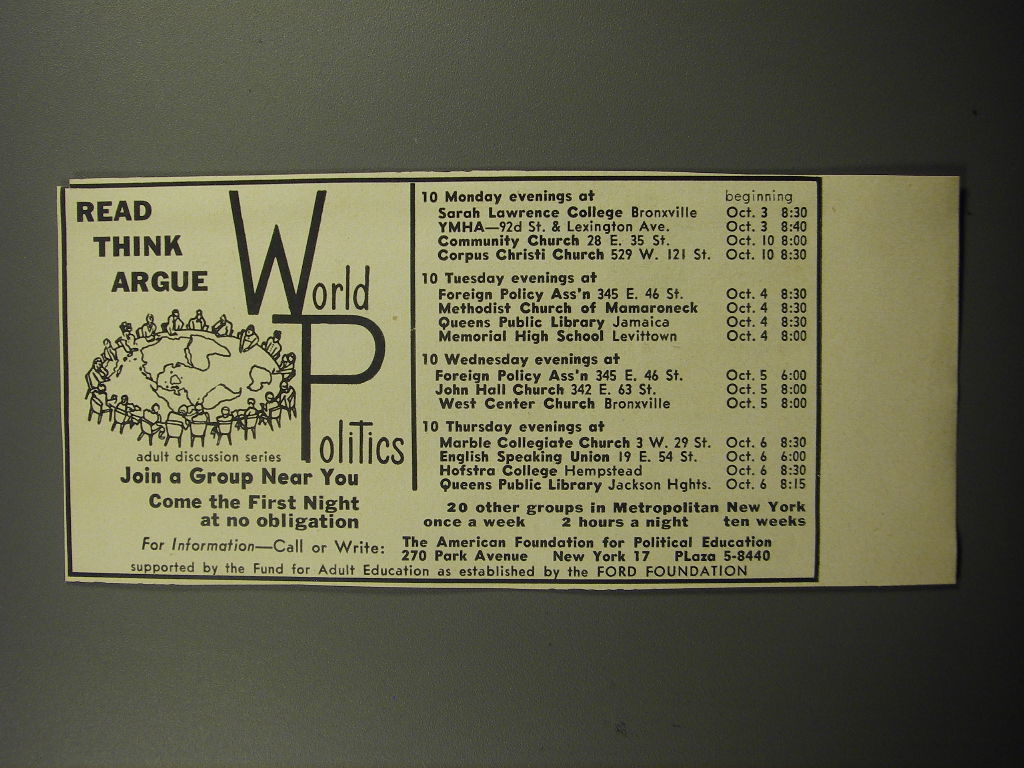 READ
THINK
ARGUE
World
Politics
adult discussion series
Join a Group Near You
Come the First Night
at no obligation
10 Monday evenings at beginning
Sarah Lawrence College Bronxville Oct. 3 8:30
YMHA—92d St. & Lexington Ave. Oct. 3 8:40
Community Church 28 E. 35 St. Oct. 10 8:00
Corpus Christi Church 529 W. 121 St. Oct. 10 8:30
10 Tuesday evenings at
Foreign Policy Ass'n 345 E. 46 St. Oct. 4 8:30
Methodist Church of Mamaroneck Oct. 4 8:30
Queens Public Library Jamaica Oct. 4 8:30
Memorial High School Levittown Oct. 4 8:00
10 Wednesday evenings at
Foreign Policy Ass'n 345 E. 46 St. Oct. 5 6:00
John Hall Church 342 E. 63 St. Oct. 5 8:00
West Center Church Bronxville Oct. 5 8:00
10 Thursday evenings at
Marble Collegiate Church 3 W. 29 St. Oct. 6 8:30
English Speaking Union 19 E. 54 St. Oct. 6 6:00
Hofstra College Hempstead Oct. 6 8:30
Queens Public Library Jackson Hghts. Oct. 6 8:15
20 other groups in Metropolitan New York
once a week 2 hours a night ten weeks
For Information—Call or Write: The American Foundation for Political Education
270 Park Avenue New York 17 PLaza 5-8440
supported by the Fund for Adult Education as established by the FORD FOUNDATION